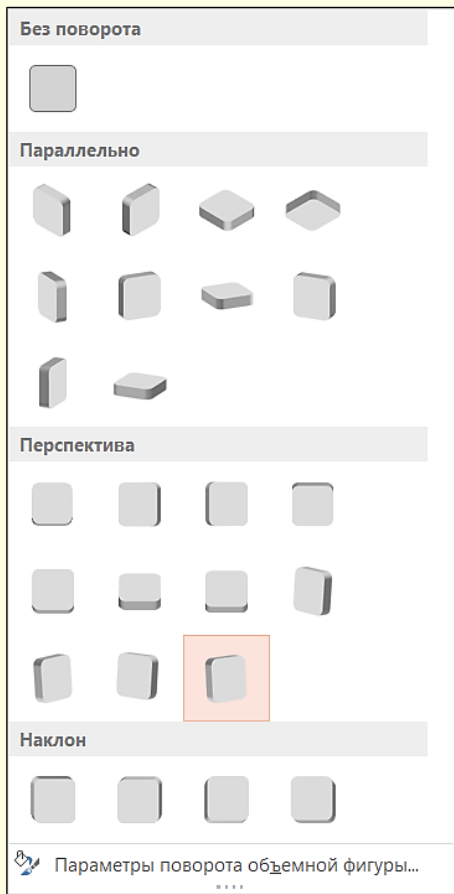 Без поворота
Параллельно
Перспектива
Наклон
Параметры поворота объемной фигуры...